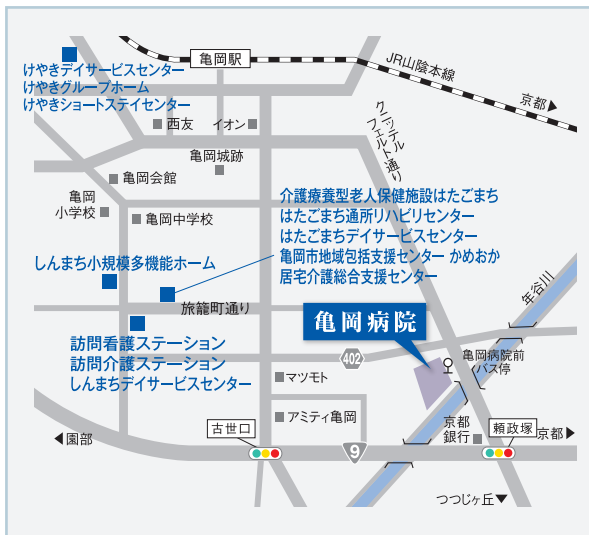 亀岡駅
JR山陰本線
京都▶
けやきデイサービスセンター
けやきグループホーム
けやきショートステイセンター
西友
イオン
クニッテル
フェルト通り
亀岡城跡
亀岡会館
亀岡
小学校
亀岡中学校
介護療養型老人保健施設はたごまち
はたごまち通所リハビリセンター
はたごまちデイサービスセンター
亀岡市地域包括支援センター かめおか
居宅介護総合支援センター
しんまち小規模多機能ホーム
年谷川
旅籠町通り
亀岡病院
訪問看護ステーション
訪問介護ステーション
しんまちデイサービスセンター
402
亀岡病院前
バス停
マツモト
アミティ亀岡
古世口
京都
銀行
頼政塚
◀園部
9
京都▶
つつじヶ丘▼